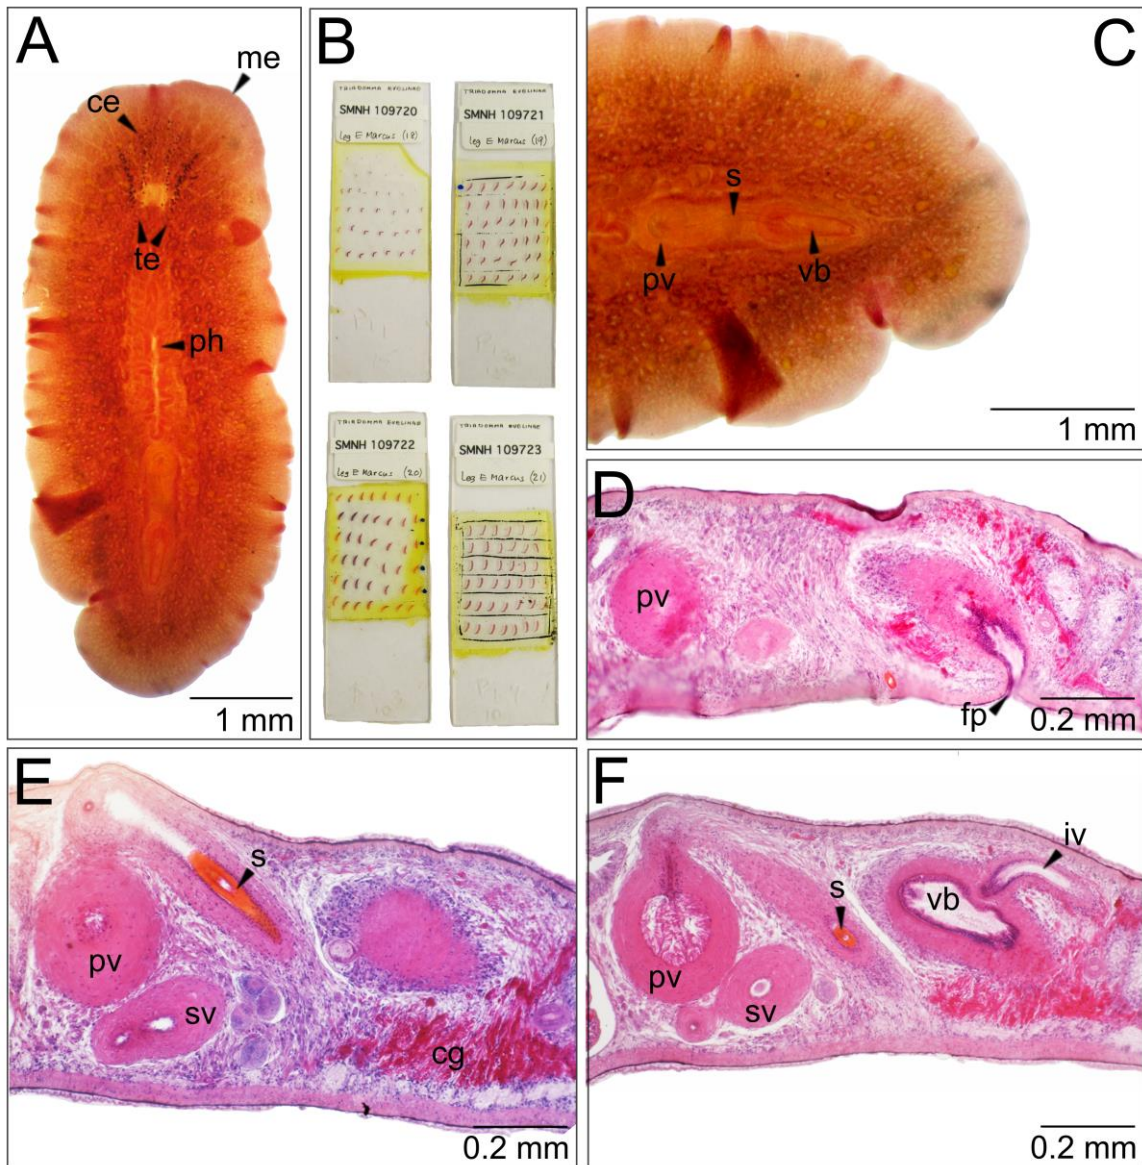 A
me
ce
te
ph
1 mm
B
TRIADOMMA EVELINAE
SMNH 109720
leg E Marcus (18)
TRIADOMMA EVELINAE
SMNH 109721
leg E Marcus (19)
TRIADOMMA EVELINAE
SMNH 109722
leg E Marcus (20)
TRIADOMMA EVELINAE
SMNH 109723
leg E Marcus (21)
C
s
pv
vb
1 mm
D
pv
fp
0.2 mm
E
s
pv
sv
cg
0.2 mm
F
iv
s
vb
pv
sv
0.2 mm